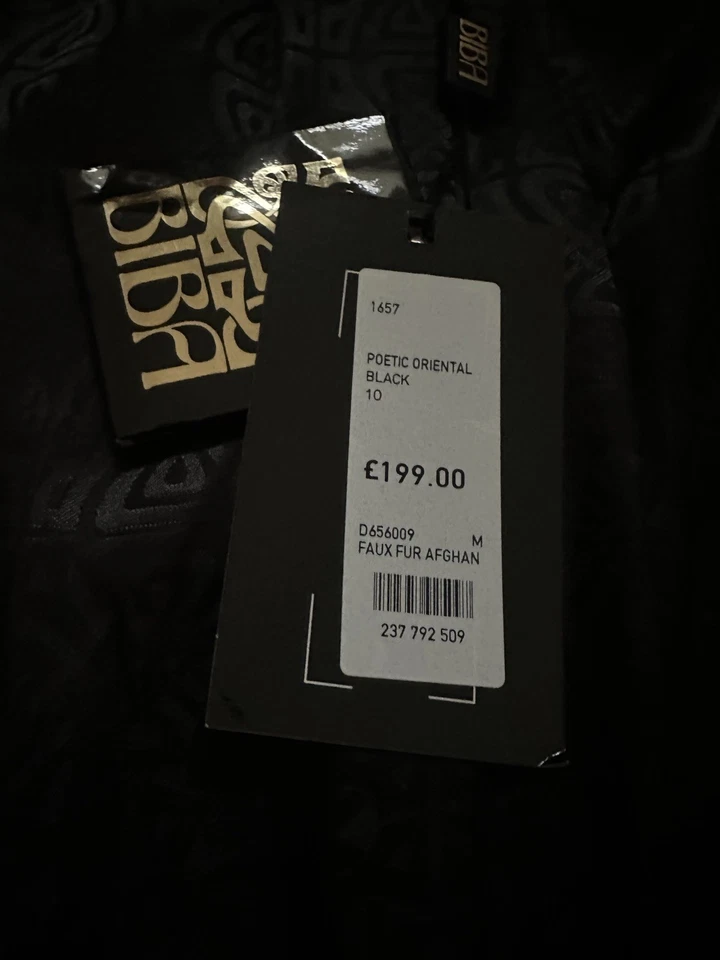 BIBA
BIBA
1657
POETIC ORIENTAL
BLACK
10
£199.00
D656009 M
FAUX FUR AFGHAN
237 792 509